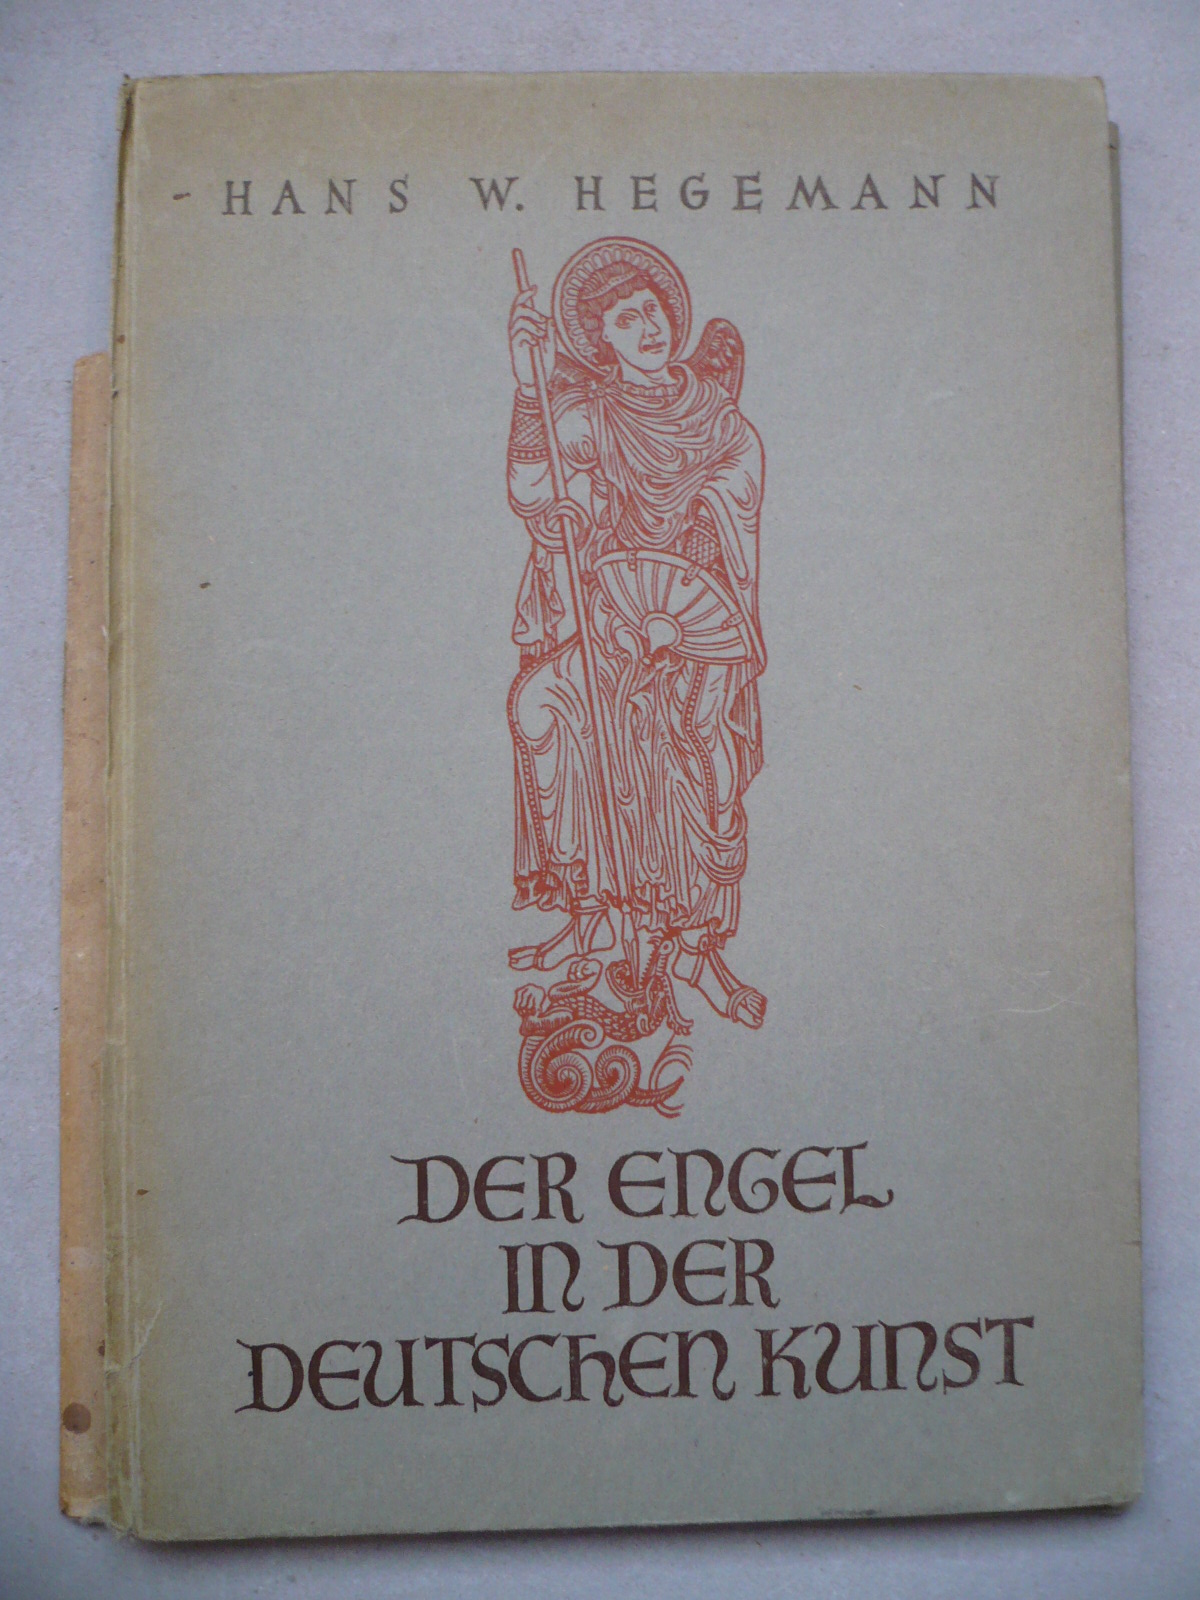 HANS W. HEGEMANN
DER ENGEL
IN DER
DEUTSCHEN KUNST